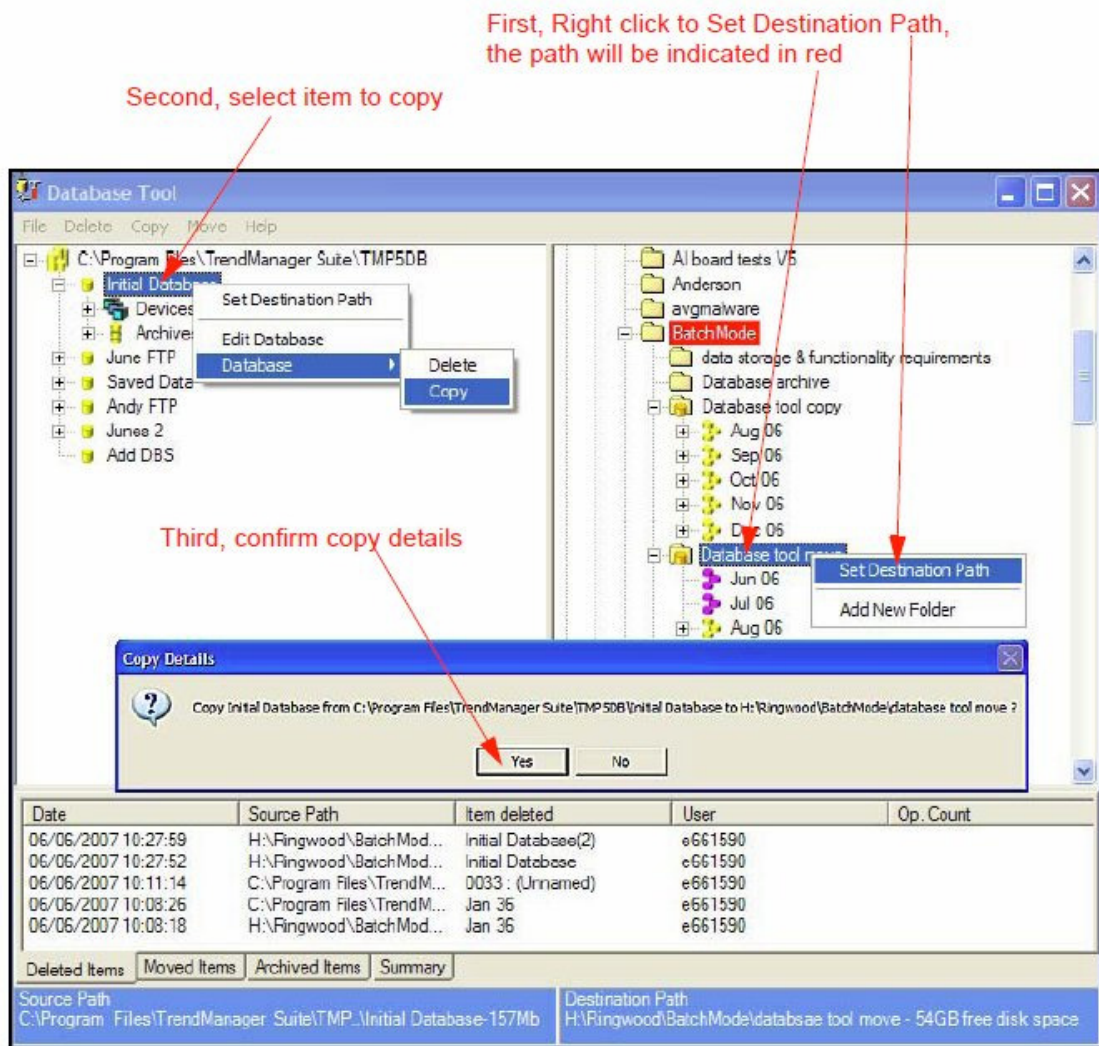 First, Right click to Set Destination Path,
the path will be indicated in red
Second, select item to copy
Database Tool
File Delete Copy Move Help
C:\Program Files\TrendManager Suite\TMP5DB
Initial Database
Devices
Archives
June FTP
Saved Data
Andy FTP
Junes 2
Add DBS
Set Destination Path
Edit Database
Database
Delete
Copy
AI board tests V5
Anderson
avgmalware
BatchMode
data storage & functionality requirements
Database archive
Database tool copy
Aug 06
Sep 06
Oct 06
Nov 06
Dec 06
Database tool move
Jun 06
Jul 06
Aug 06
Set Destination Path
Add New Folder
Third, confirm copy details
Copy Details
Copy Initial Database from C:\Program Files\TrendManager Suite\TMP5DB\Initial Database to H:\Ringwood\BatchMode\database tool move ?
Yes No
Date Source Path Item deleted User Op. Count
06/06/2007 10:27:59 H:\Ringwood\BatchMod... Initial Database(2) e661590
06/06/2007 10:27:52 H:\Ringwood\BatchMod... Initial Database e661590
06/06/2007 10:11:14 C:\Program Files\TrendM... 0033 : (Unnamed) e661590
06/06/2007 10:08:26 C:\Program Files\TrendM... Jan 36 e661590
06/06/2007 10:08:18 H:\Ringwood\BatchMod... Jan 36 e661590
Deleted Items Moved Items Archived Items Summary
Source Path
C:\Program Files\TrendManager Suite\TMP..\Initial Database-157Mb
Destination Path
H:\Ringwood\BatchMode\databsae tool move - 54GB free disk space